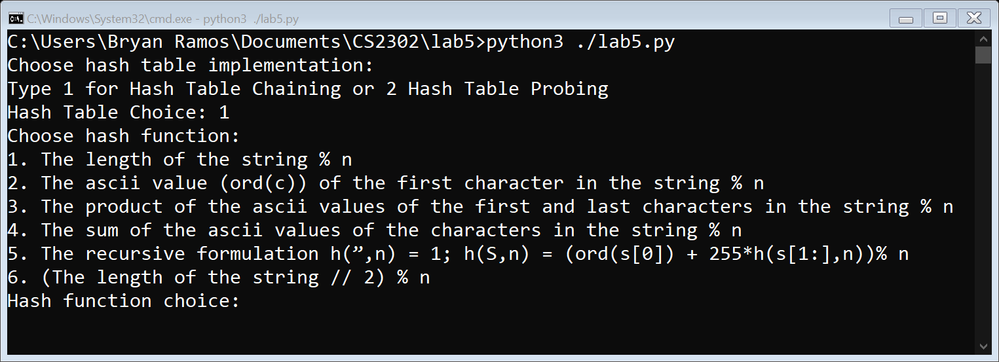 C:\Windows\System32\cmd.exe - python3  ./lab5.py
C:\Users\Bryan Ramos\Documents\CS2302\lab5>python3 ./lab5.py
Choose hash table implementation:
Type 1 for Hash Table Chaining or 2 Hash Table Probing
Hash Table Choice: 1
Choose hash function:
1. The length of the string % n
2. The ascii value (ord(c)) of the first character in the string % n
3. The product of the ascii values of the first and last characters in the string % n
4. The sum of the ascii values of the characters in the string % n
5. The recursive formulation h(”,n) = 1; h(S,n) = (ord(s[0]) + 255*h(s[1:],n))% n
6. (The length of the string // 2) % n
Hash function choice: